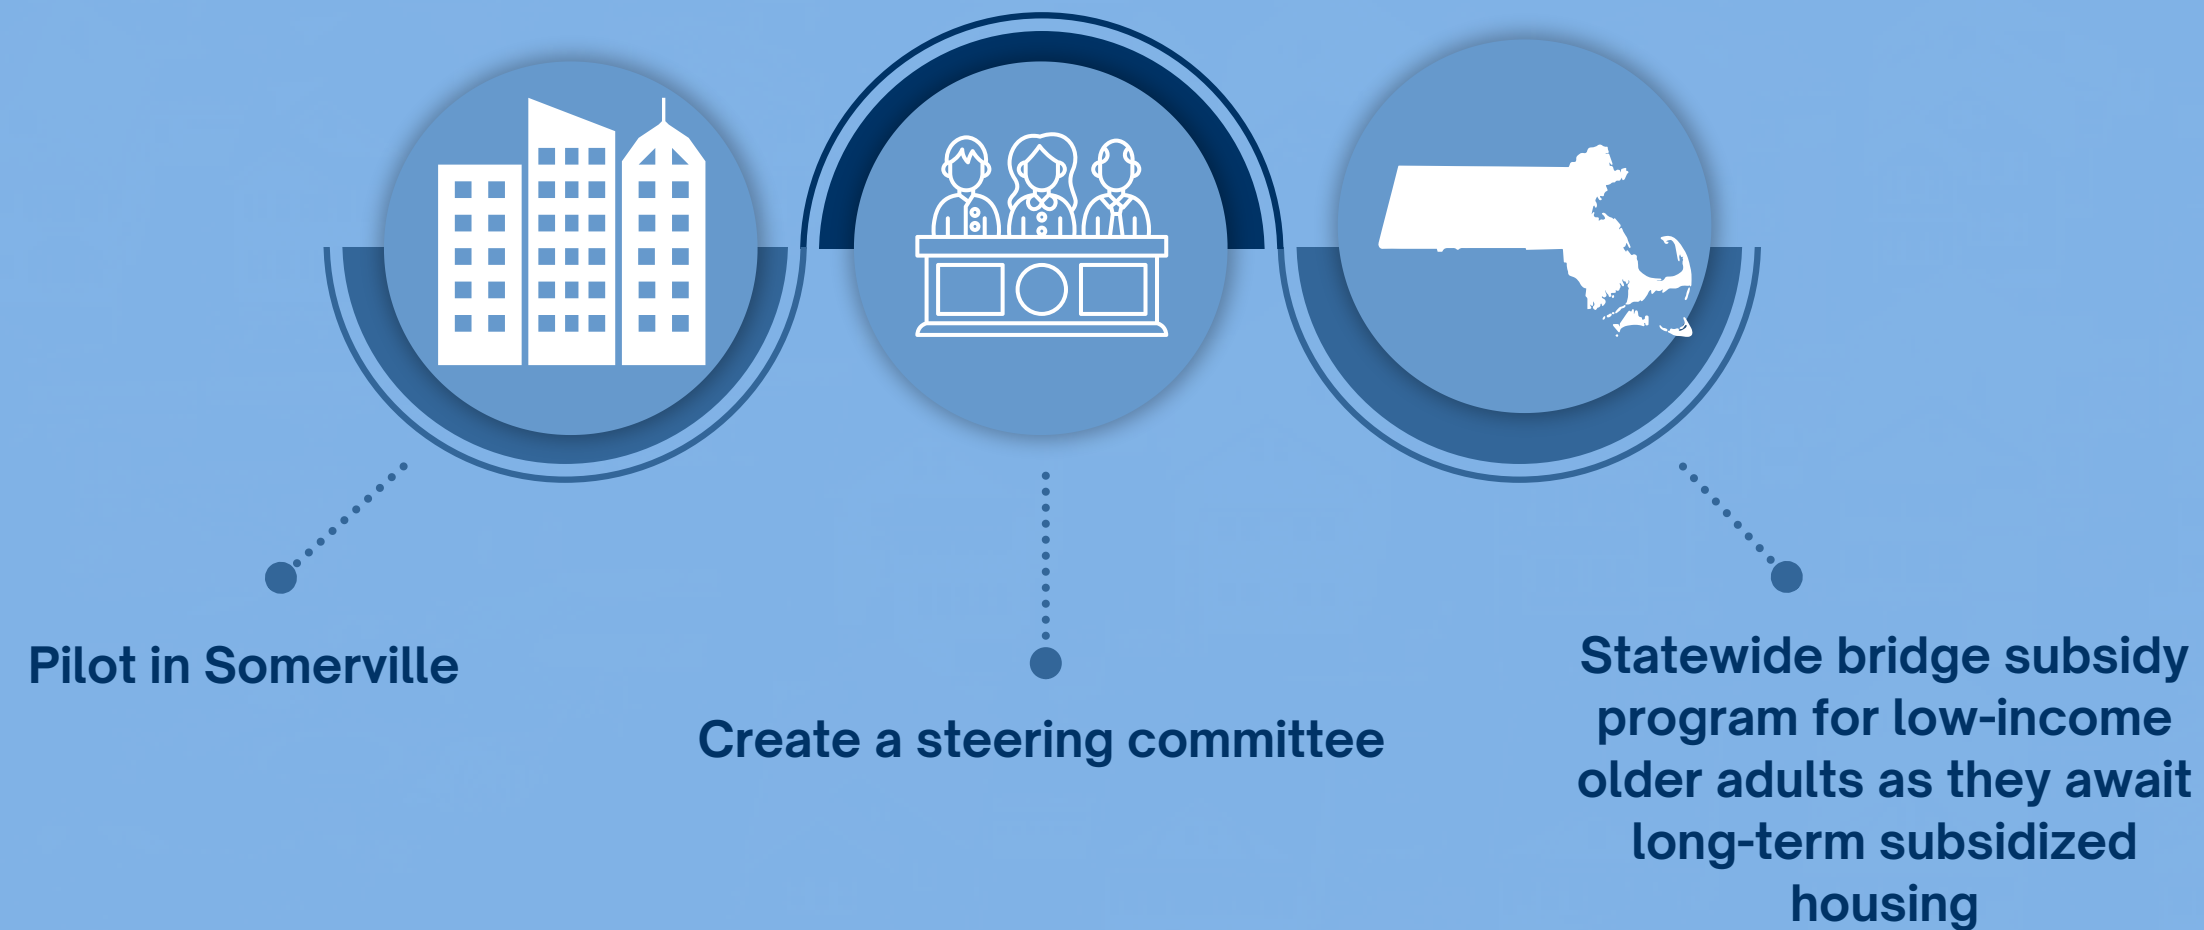 Pilot in Somerville
Create a steering committee
Statewide bridge subsidy
program for low-income
older adults as they await
long-term subsidized
housing